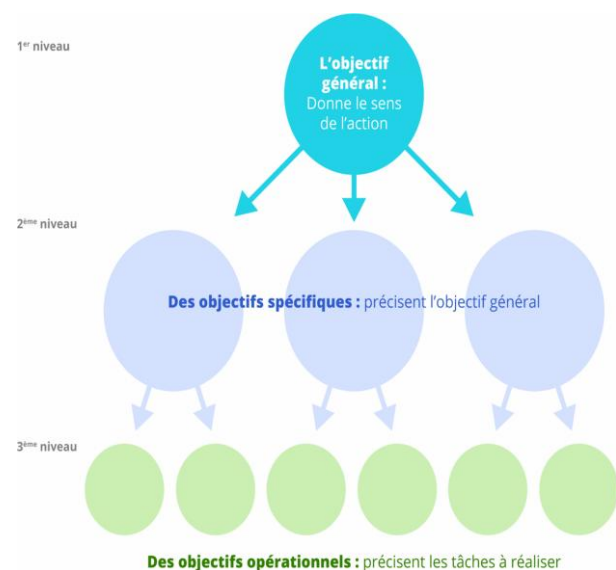 1er niveau
L’objectif
général :
Donne le sens
de l’action
2ème niveau
Des objectifs spécifiques : précisent l’objectif général
3ème niveau
Des objectifs opérationnels : précisent les tâches à réaliser